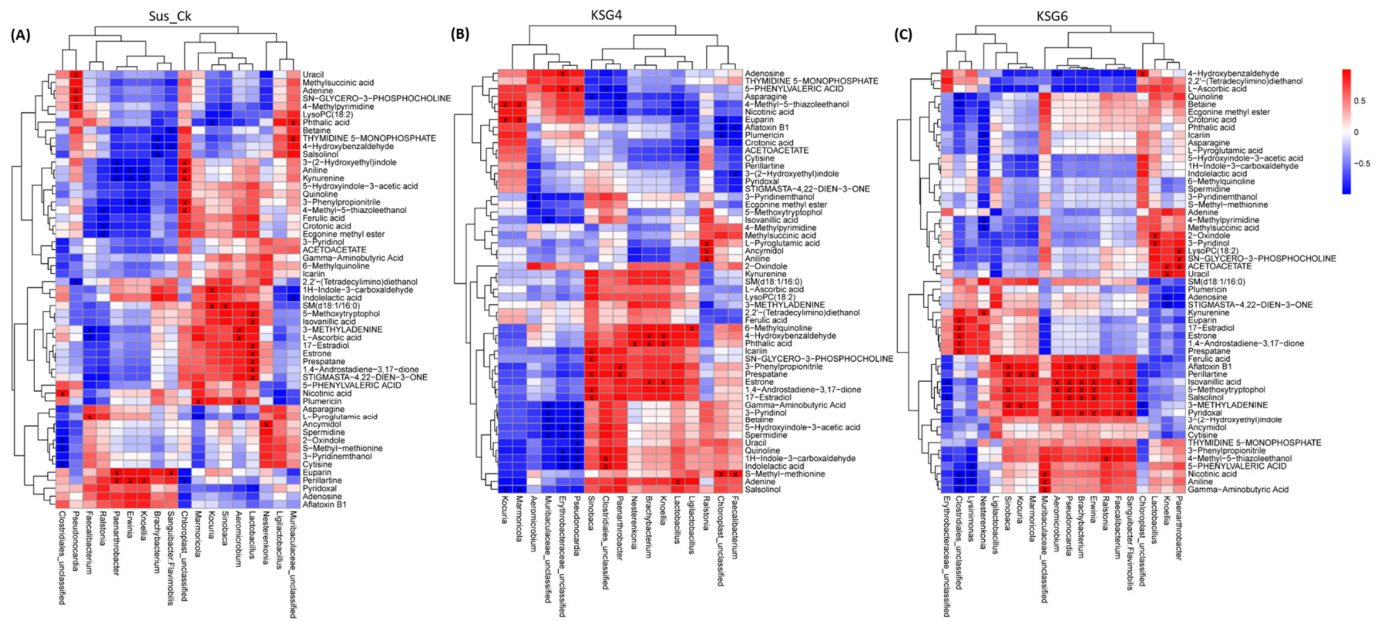 Sus_Ck
KSG4
KSG6
(A)
Uracil
Methylsuccinic acid
Adenine
SN−GLYCERO−3−PHOSPHOCHOLINE
4−Methylpyrimidine
LysoPC(18:2)
Phthalic acid
Betaine
THYMIDINE 5−MONOPHOSPHATE
4−Hydroxybenzaldehyde
Salsolinol
3−(2−Hydroxyethyl)indole
Aniline
Kynurenine
5−Hydroxyindole−3−acetic acid
Quinoline
3−Phenylpropionitrile
4−Methyl−5−thiazoleethanol
Ferulic acid
Crotonic acid
Ecgonine methyl ester
3−Pyridinol
ACETOACETATE
Gamma−Aminobutyric Acid
6−Methylquinoline
Icariin
2,2'−(Tetradecylimino)diethanol
1H−Indole−3−carboxaldehyde
Indolelactic acid
SM(d18:1/16:0)
5−Methoxytryptophol
Isovanillic acid
3−METHYLADENINE
L−Ascorbic acid
17−Estradiol
Estrone
Prespatane
1,4−Androstadiene−3,17−dione
STIGMASTA−4,22−DIEN−3−ONE
5−PHENYLVALERIC ACID
Nicotinic acid
Plumericin
Asparagine
L−Pyroglutamic acid
Ancymidol
Spermidine
2−Oxindole
S−Methyl−methionine
3−Pyridinemthanol
Cytisine
Euparin
Perillartine
Pyridoxal
Adenosine
Aflatoxin B1
Clostridiales_unclassified
Pseudonocardia
Faecalibacterium
Ralstonia
Paenarthrobacter
Erwinia
Knoellia
Brachybacterium
Sanguibacter Flavimobilis
Chloroplast_unclassified
Marmoricola
Kocuria
Sinobaca
Aeromicrobium
Lactobacillus
Nesterenkonia
Ligilactobacillus
Muribaculaceae_unclassified
(B)
Adenosine
THYMIDINE 5−MONOPHOSPHATE
5−PHENYLVALERIC ACID
Asparagine
4−Methyl−5−thiazoleethanol
Nicotinic acid
Euparin
Aflatoxin B1
Plumericin
Crotonic acid
ACETOACETATE
Cytisine
Perillartine
3−(2−Hydroxyethyl)indole
Pyridoxal
STIGMASTA−4,22−DIEN−3−ONE
3−Pyridinemthanol
Ecgonine methyl ester
5−Methoxytryptophol
Isovanillic acid
4−Methylpyrimidine
Methylsuccinic acid
L−Pyroglutamic acid
Ancymidol
Aniline
2−Oxindole
Kynurenine
SM(d18:1/16:0)
L−Ascorbic acid
LysoPC(18:2)
3−METHYLADENINE
2,2'−(Tetradecylimino)diethanol
Ferulic acid
6−Methylquinoline
4−Hydroxybenzaldehyde
Phthalic acid
Icariin
SN−GLYCERO−3−PHOSPHOCHOLINE
3−Phenylpropionitrile
Prespatane
Estrone
1,4−Androstadiene−3,17−dione
17−Estradiol
Gamma−Aminobutyric Acid
3−Pyridinol
Betaine
5−Hydroxyindole−3−acetic acid
Spermidine
Uracil
Quinoline
1H−Indole−3−carboxaldehyde
Indolelactic acid
S−Methyl−methionine
Adenine
Salsolinol
Kocuria
Marmoricola
Aeromicrobium
Muribaculaceae_unclassified
Erythrobacteraceae_unclassified
Pseudonocardia
Sinobaca
Clostridiales_unclassified
Paenarthrobacter
Nesterenkonia
Brachybacterium
Knoellia
Lactobacillus
Ligilactobacillus
Ralstonia
Chloroplast_unclassified
Faecalibacterium
(C)
4−Hydroxybenzaldehyde
2,2'−(Tetradecylimino)diethanol
L−Ascorbic acid
Quinoline
Betaine
Ecgonine methyl ester
Crotonic acid
Phthalic acid
Icariin
Asparagine
L−Pyroglutamic acid
5−Hydroxyindole−3−acetic acid
1H−Indole−3−carboxaldehyde
Indolelactic acid
6−Methylquinoline
Spermidine
3−Pyridinemthanol
S−Methyl−methionine
Adenine
4−Methylpyrimidine
Methylsuccinic acid
2−Oxindole
3−Pyridinol
LysoPC(18:2)
SN−GLYCERO−3−PHOSPHOCHOLINE
ACETOACETATE
Uracil
SM(d18:1/16:0)
Plumericin
Adenosine
STIGMASTA−4,22−DIEN−3−ONE
Kynurenine
Euparin
17−Estradiol
Estrone
1,4−Androstadiene−3,17−dione
Prespatane
Ferulic acid
Aflatoxin B1
Perillartine
Isovanillic acid
5−Methoxytryptophol
Salsolinol
3−METHYLADENINE
Pyridoxal
3−(2−Hydroxyethyl)indole
Ancymidol
Cytisine
THYMIDINE 5−MONOPHOSPHATE
3−Phenylpropionitrile
4−Methyl−5−thiazoleethanol
5−PHENYLVALERIC ACID
Nicotinic acid
Aniline
Gamma−Aminobutyric Acid
Erythrobacteraceae_unclassified
Clostridiales_unclassified
Lysinimonas
Nesterenkonia
Ligilactobacillus
Sinobaca
Kocuria
Marmoricola
Muribaculaceae_unclassified
Aeromicrobium
Pseudonocardia
Brachybacterium
Erwinia
Ralstonia
Faecalibacterium
Sanguibacter Flavimobilis
Chloroplast_unclassified
Lactobacillus
Knoellia
Paenarthrobacter
0.5
0
−0.5